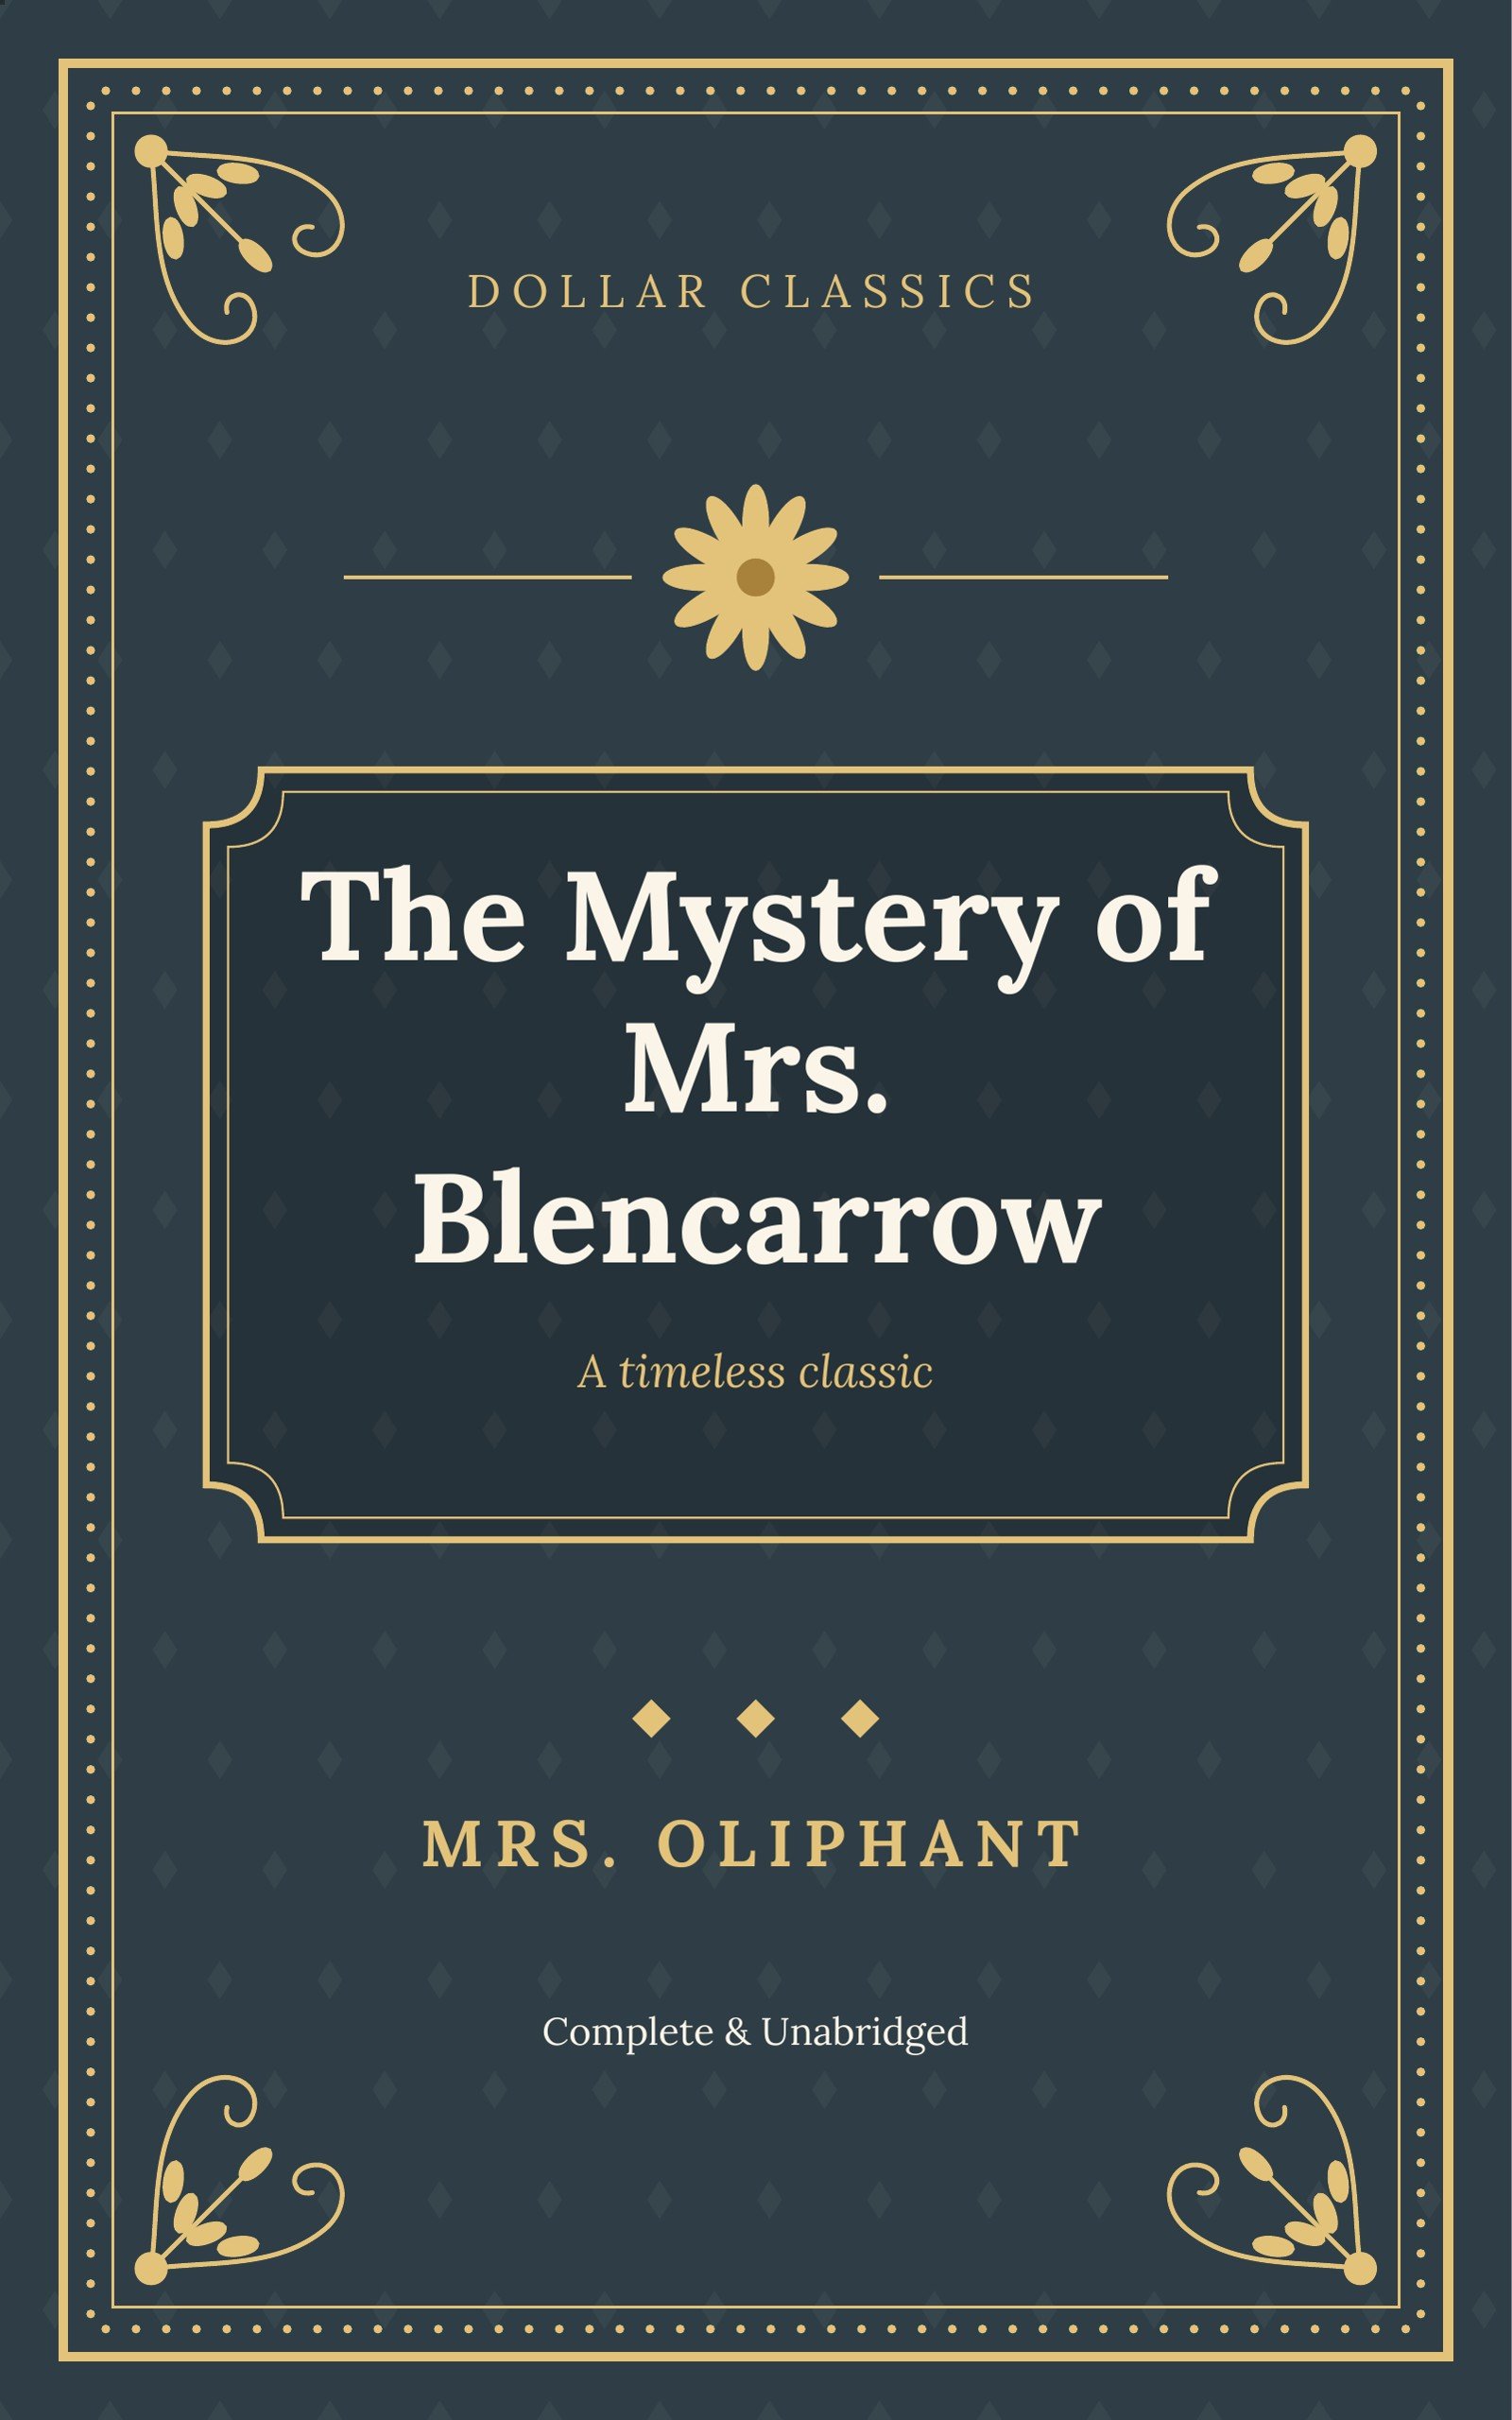 DOLLAR CLASSICS
The Mystery of
Mrs.
Blencarrow
A timeless classic
MRS. OLIPHANT
Complete & Unabridged